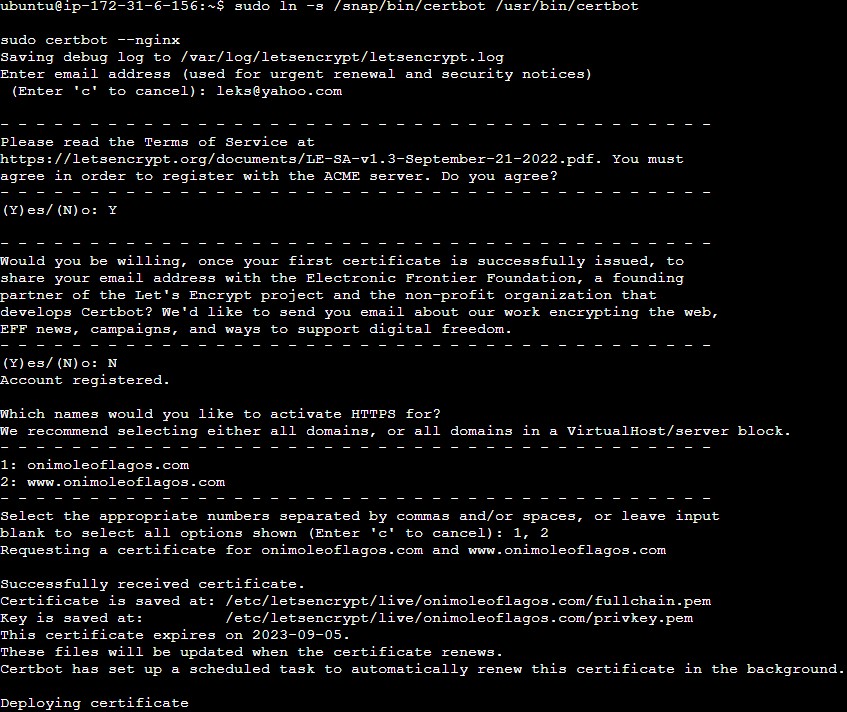 ubuntu@ip-172-31-6-156:~$ sudo ln -s /snap/bin/certbot /usr/bin/certbot
sudo certbot --nginx
Saving debug log to /var/log/letsencrypt/letsencrypt.log
Enter email address (used for urgent renewal and security notices)
 (Enter 'c' to cancel): leks@yahoo.com
- - - - - - - - - - - - - - - - - - - - - - - - - - - - - - - - - - - - - - - -
Please read the Terms of Service at
https://letsencrypt.org/documents/LE-SA-v1.3-September-21-2022.pdf. You must
agree in order to register with the ACME server. Do you agree?
- - - - - - - - - - - - - - - - - - - - - - - - - - - - - - - - - - - - - - - -
(Y)es/(N)o: Y
- - - - - - - - - - - - - - - - - - - - - - - - - - - - - - - - - - - - - - - -
Would you be willing, once your first certificate is successfully issued, to
share your email address with the Electronic Frontier Foundation, a founding
partner of the Let's Encrypt project and the non-profit organization that
develops Certbot? We'd like to send you email about our work encrypting the web,
EFF news, campaigns, and ways to support digital freedom.
- - - - - - - - - - - - - - - - - - - - - - - - - - - - - - - - - - - - - - - -
(Y)es/(N)o: N
Account registered.
Which names would you like to activate HTTPS for?
We recommend selecting either all domains, or all domains in a VirtualHost/server block.
- - - - - - - - - - - - - - - - - - - - - - - - - - - - - - - - - - - - - - - -
1: onimoleoflagos.com
2: www.onimoleoflagos.com
- - - - - - - - - - - - - - - - - - - - - - - - - - - - - - - - - - - - - - - -
Select the appropriate numbers separated by commas and/or spaces, or leave input
blank to select all options shown (Enter 'c' to cancel): 1, 2
Requesting a certificate for onimoleoflagos.com and www.onimoleoflagos.com
Successfully received certificate.
Certificate is saved at: /etc/letsencrypt/live/onimoleoflagos.com/fullchain.pem
Key is saved at:         /etc/letsencrypt/live/onimoleoflagos.com/privkey.pem
This certificate expires on 2023-09-05.
These files will be updated when the certificate renews.
Certbot has set up a scheduled task to automatically renew this certificate in the background.
Deploying certificate